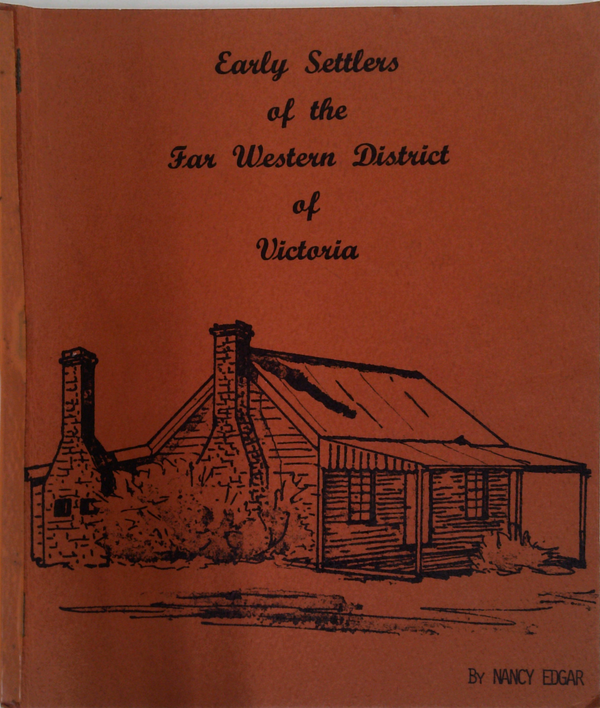 Early Settlers
of the
Far Western District
of
Victoria
By NANCY EDGAR